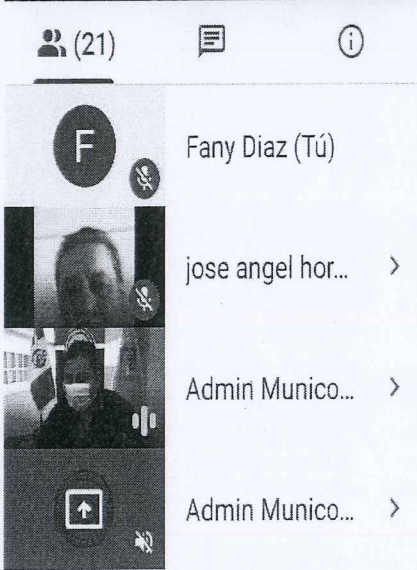 (21)
F
Fany Diaz (Tú)
jose angel hor...
Admin Munico...
Admin Munico...